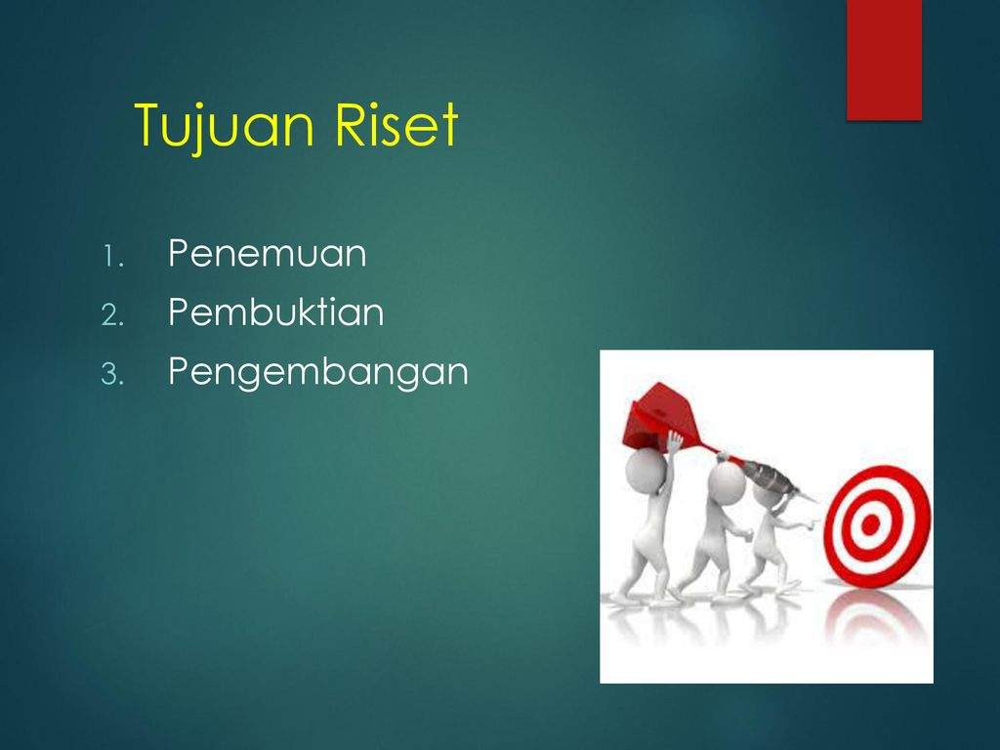 Tujuan Riset
1. Penemuan
2. Pembuktian
3. Pengembangan